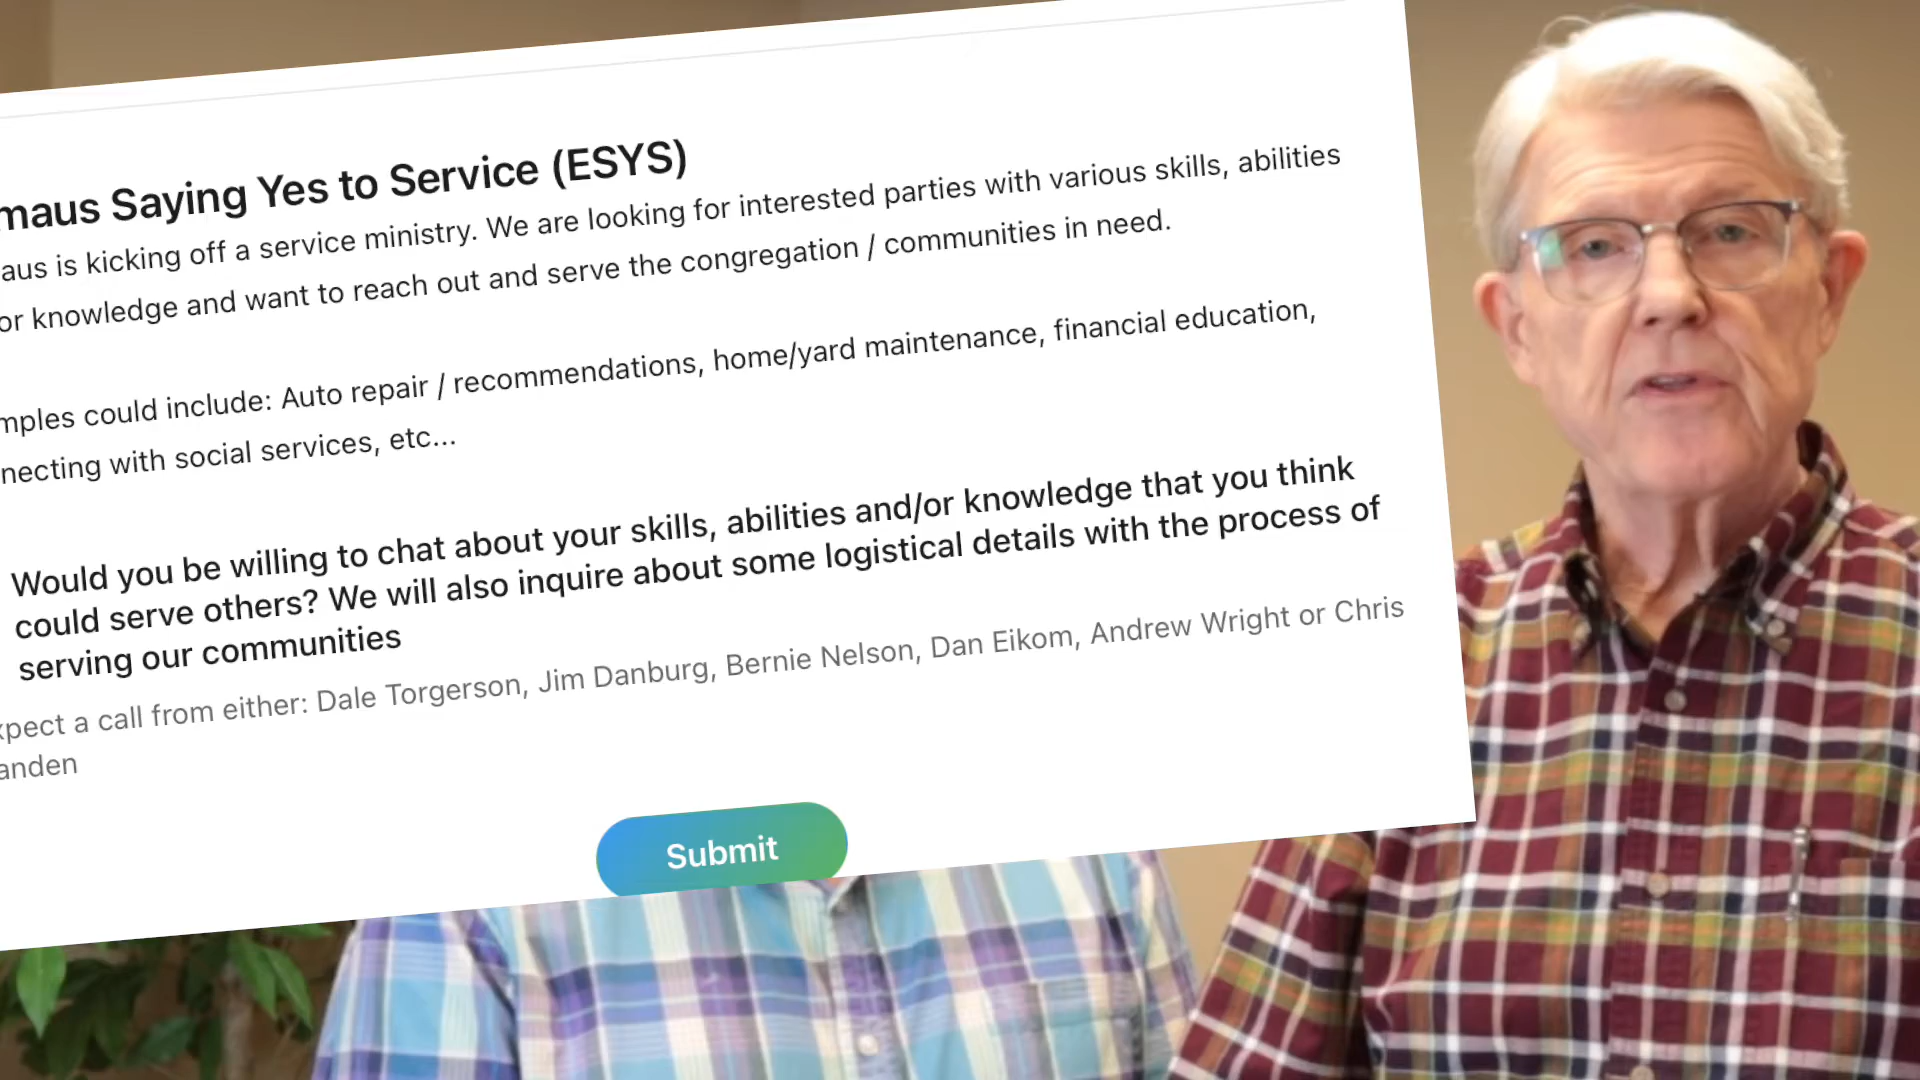 maus Saying Yes to Service (ESYS)
aus is kicking off a service ministry. We are looking for interested parties with various skills, abilities
or knowledge and want to reach out and serve the congregation / communities in need.
mples could include: Auto repair / recommendations, home/yard maintenance, financial education,
necting with social services, etc...
Would you be willing to chat about your skills, abilities and/or knowledge that you think
could serve others? We will also inquire about some logistical details with the process of
serving our communities
xpect a call from either: Dale Torgerson, Jim Danburg, Bernie Nelson, Dan Eikom, Andrew Wright or Chris
anden
Submit